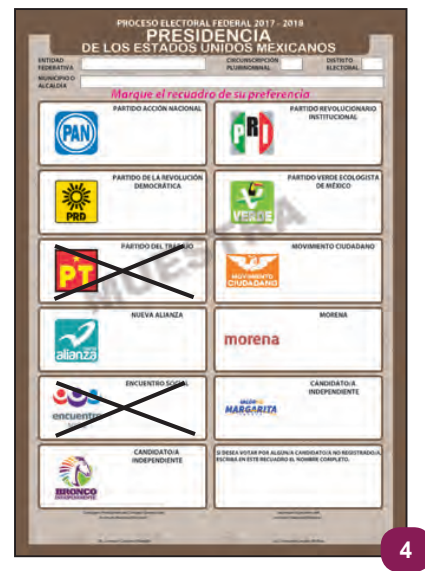 PROCESO ELECTORAL FEDERAL 2017 - 2018
PRESIDENCIA
DE LOS ESTADOS UNIDOS MEXICANOS
ENTIDAD FEDERATIVA
CIRCUNSCRIPCIÓN PLURINOMINAL
DISTRITO ELECTORAL
MUNICIPIO O ALCALDÍA
Marque el recuadro de su preferencia
PARTIDO ACCIÓN NACIONAL
PAN
PARTIDO REVOLUCIONARIO INSTITUCIONAL
PRI
PARTIDO DE LA REVOLUCIÓN DEMOCRÁTICA
PRD
PARTIDO VERDE ECOLOGISTA DE MÉXICO
VERDE
PARTIDO DEL TRABAJO
PT
MOVIMIENTO CIUDADANO
MOVIMIENTO CIUDADANO
MUESTRA
NUEVA ALIANZA
alianza
MORENA
morena
ENCUENTRO SOCIAL
encuentro
CANDIDATO/A INDEPENDIENTE
MARGARITA
CANDIDATO/A INDEPENDIENTE
BRONCO
INDEPENDIENTE
SI DESEA VOTAR POR ALGÚN/A CANDIDATO/A NO REGISTRADO/A,
ESCRIBA EN ESTE RECUADRO EL NOMBRE COMPLETO.
4